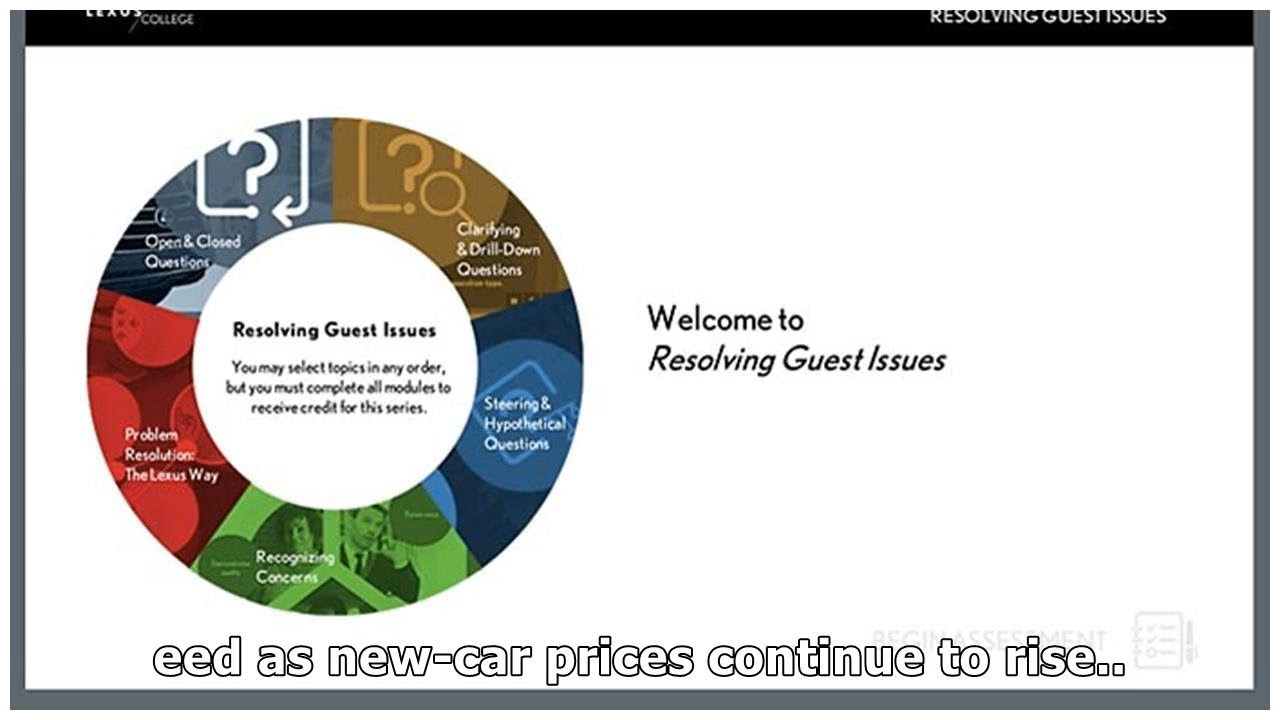 LEXUS
COLLEGE
RESOLVING GUEST ISSUES
Open & Closed
Questions
Clarifying
& Drill-Down
Questions
Resolving Guest Issues
You may select topics in any order,
but you must complete all modules to
receive credit for this series.
Welcome to
Resolving Guest Issues
Steering &
Hypothetical
Questions
Problem
Resolution:
The Lexus Way
Recognizing
Concerns
BEGIN ASSESSMENT
eed as new-car prices continue to rise..